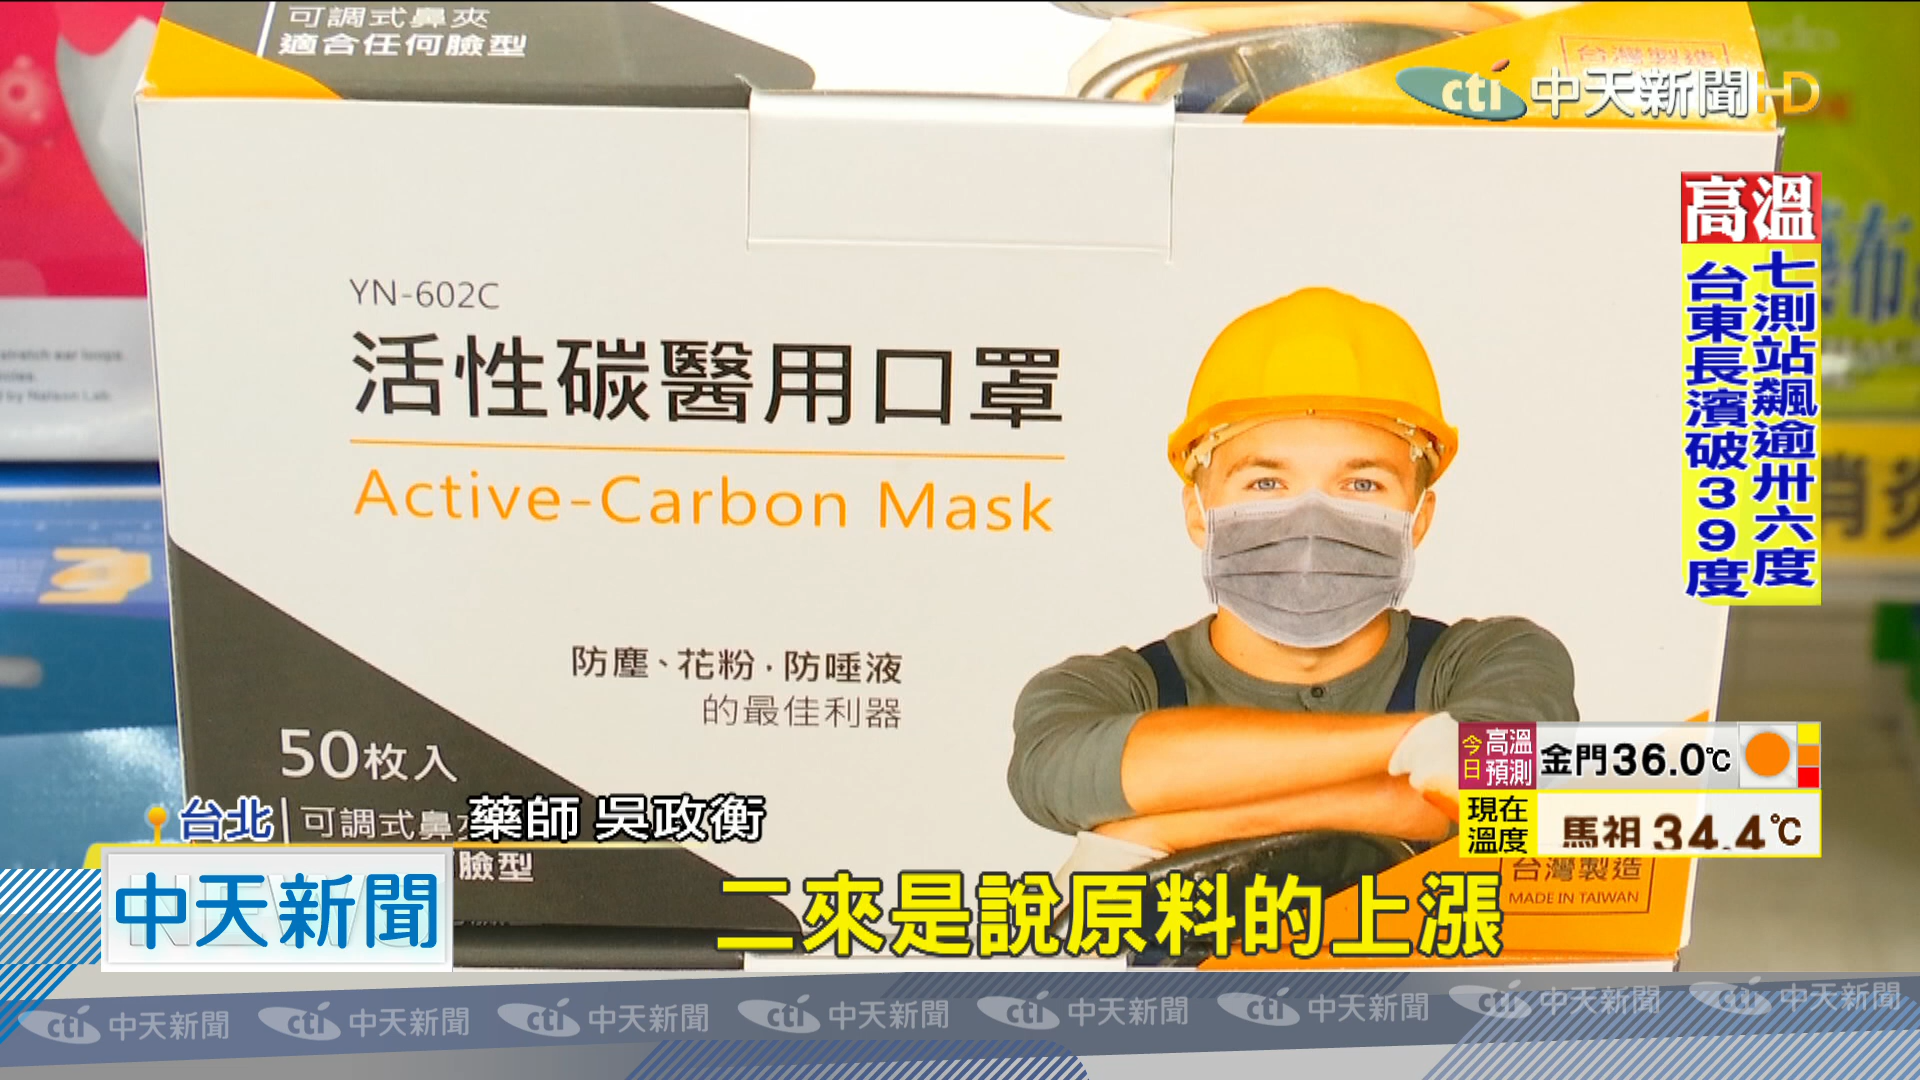 可調式鼻夾
適合任何臉型
台灣製造
cti 中天新聞HD
高溫
七測站飆逾卅六度
台東長濱破39度
YN-602C
活性碳醫用口罩
Active-Carbon Mask
防塵、花粉,防唾液
的最佳利器
50枚入
可調式鼻
臉型
今日高溫預測
金門36.0℃
現在溫度
馬祖34.4℃
台灣製造
MADE IN TAIWAN
台北
藥師 吳政衡
中天新聞
二來是說原料的上漲
cti 中天新聞 cti 中天新聞 cti 中天新聞 cti 中天新聞 cti 中天新聞 cti 中天新聞 cti 中天新聞 cti 中天新聞